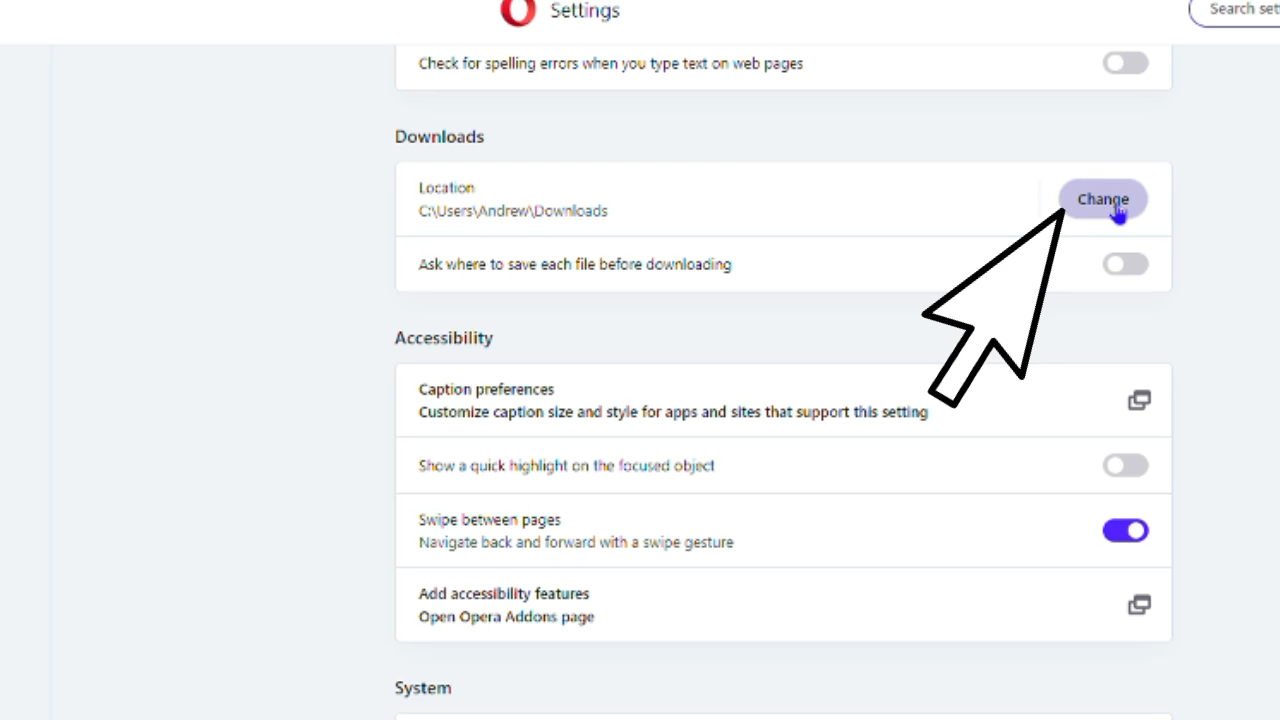 Settings
Search set
Check for spelling errors when you type text on web pages
Downloads
Location
C:\Users\Andrew\Downloads
Change
Ask where to save each file before downloading
Accessibility
Caption preferences
Customize caption size and style for apps and sites that support this setting
Show a quick highlight on the focused object
Swipe between pages
Navigate back and forward with a swipe gesture
Add accessibility features
Open Opera Addons page
System